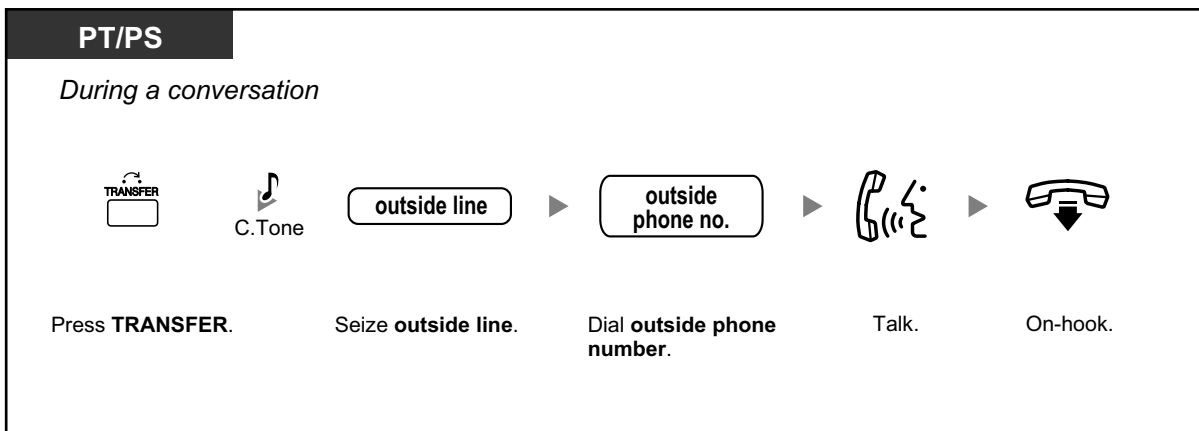 PT/PS
During a conversation
TRANSFER
C.Tone
outside line
outside
phone no.
Press TRANSFER.
Seize outside line.
Dial outside phone
number.
Talk.
On-hook.